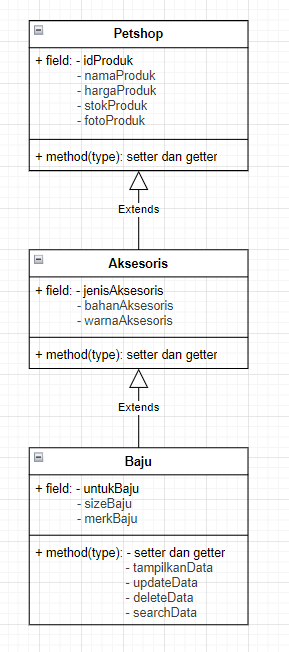 Petshop
+ field: - idProduk
- namaProduk
- hargaProduk
- stokProduk
- fotoProduk
+ method(type): setter dan getter
Extends
Aksesoris
+ field: - jenisAksesoris
- bahanAksesoris
- warnaAksesoris
+ method(type): setter dan getter
Extends
Baju
+ field: - untukBaju
- sizeBaju
- merkBaju
+ method(type): - setter dan getter
- tampilkanData
- updateData
- deleteData
- searchData